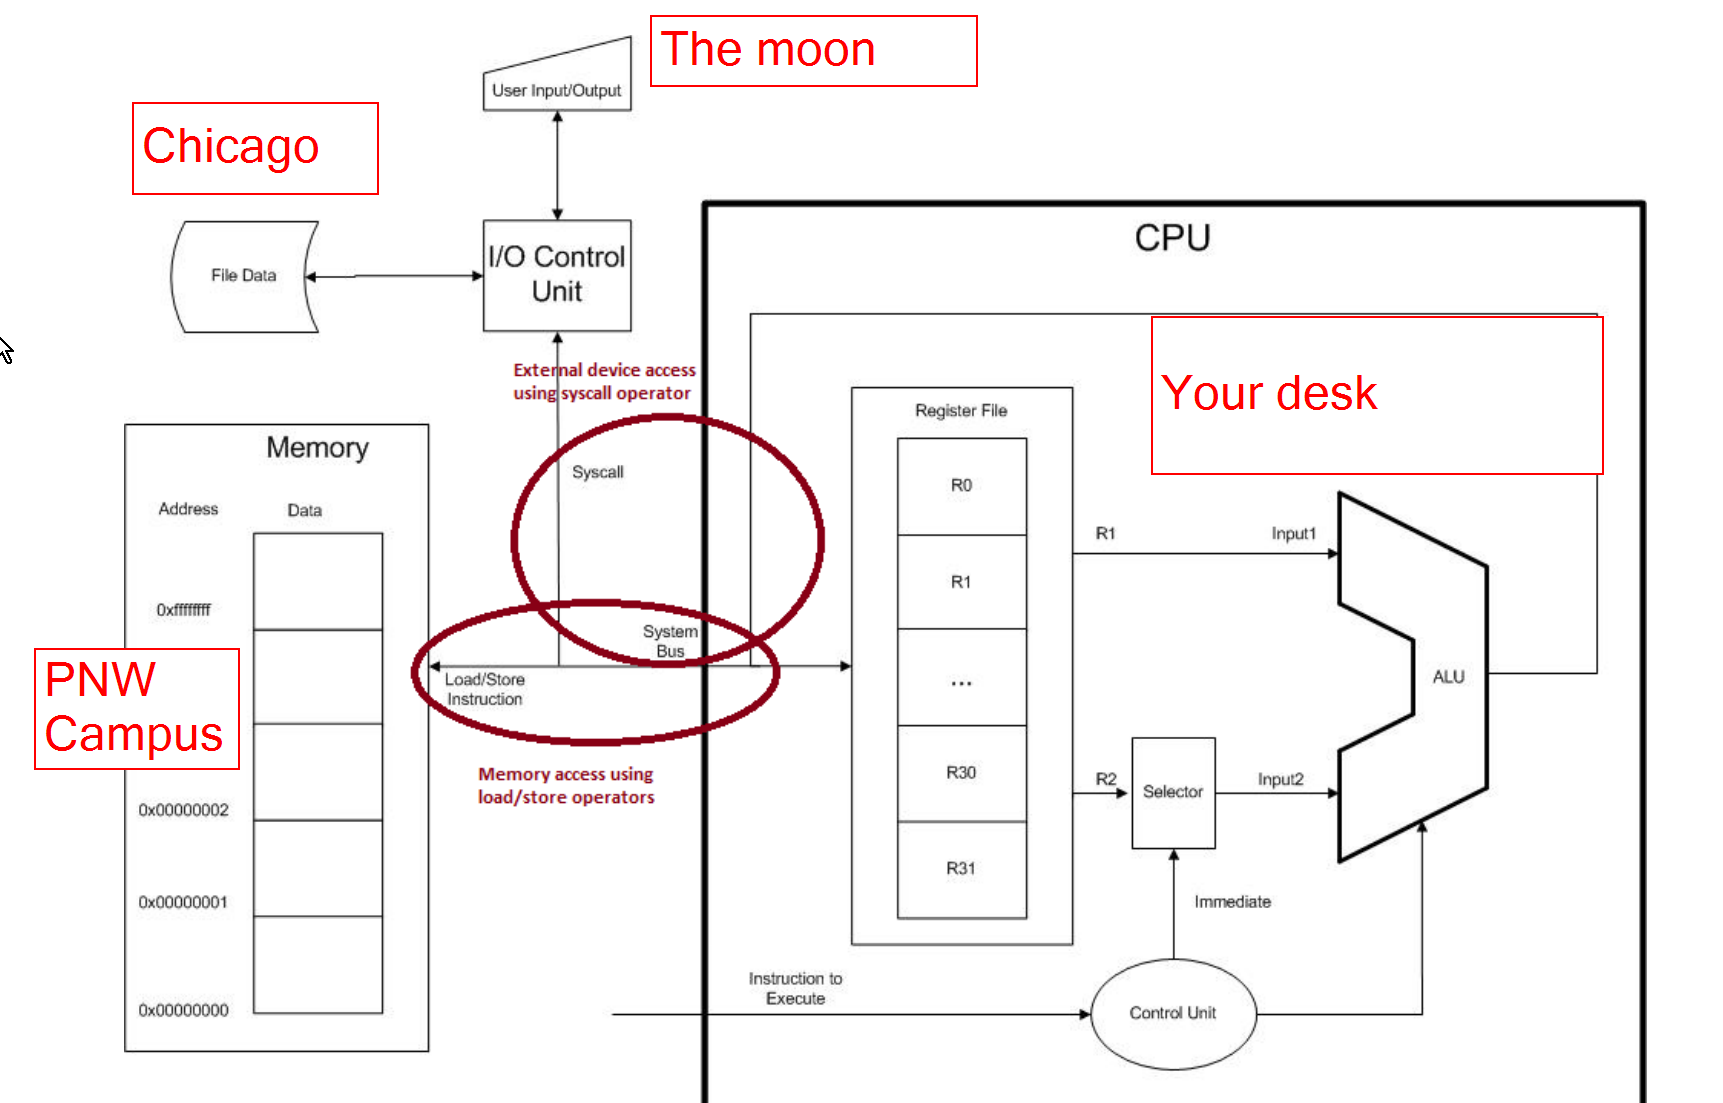 The moon
User Input/Output
Chicago
I/O Control
Unit
File Data
CPU
External device access
using syscall operator
Your desk
Register File
Memory
Syscall
Address
Data
R0
R1
Input1
R1
0xffffffff
System
Bus
Load/Store
Instruction
PNW
Campus
...
ALU
Memory access using
load/store operators
R30
R2
Selector
Input2
0x00000002
R31
0x00000001
Immediate
Instruction to
Execute
0x00000000
Control Unit